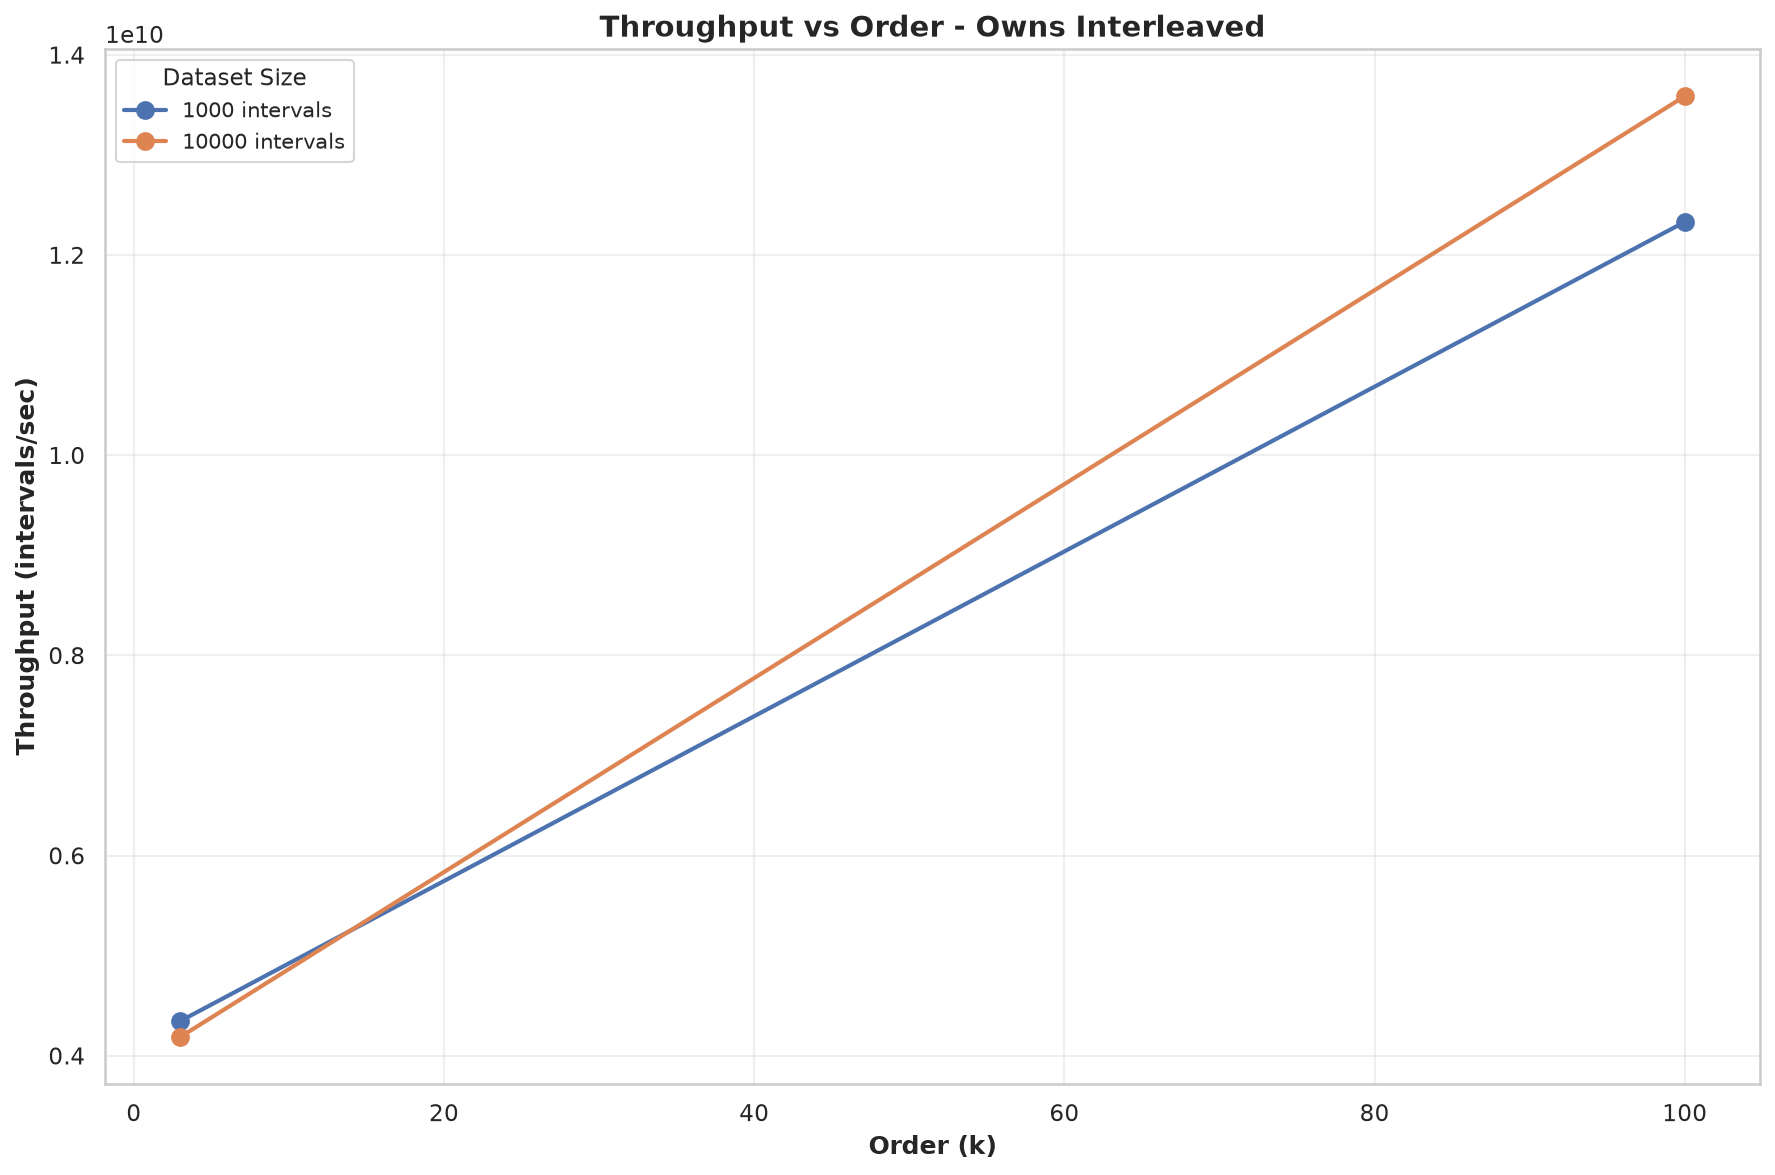 Throughput vs Order - Owns Interleaved
1e10
1.4
1.2
1.0
0.8
0.6
0.4
Throughput (intervals/sec)
Dataset Size
1000 intervals
10000 intervals
0 20 40 60 80 100
Order (k)